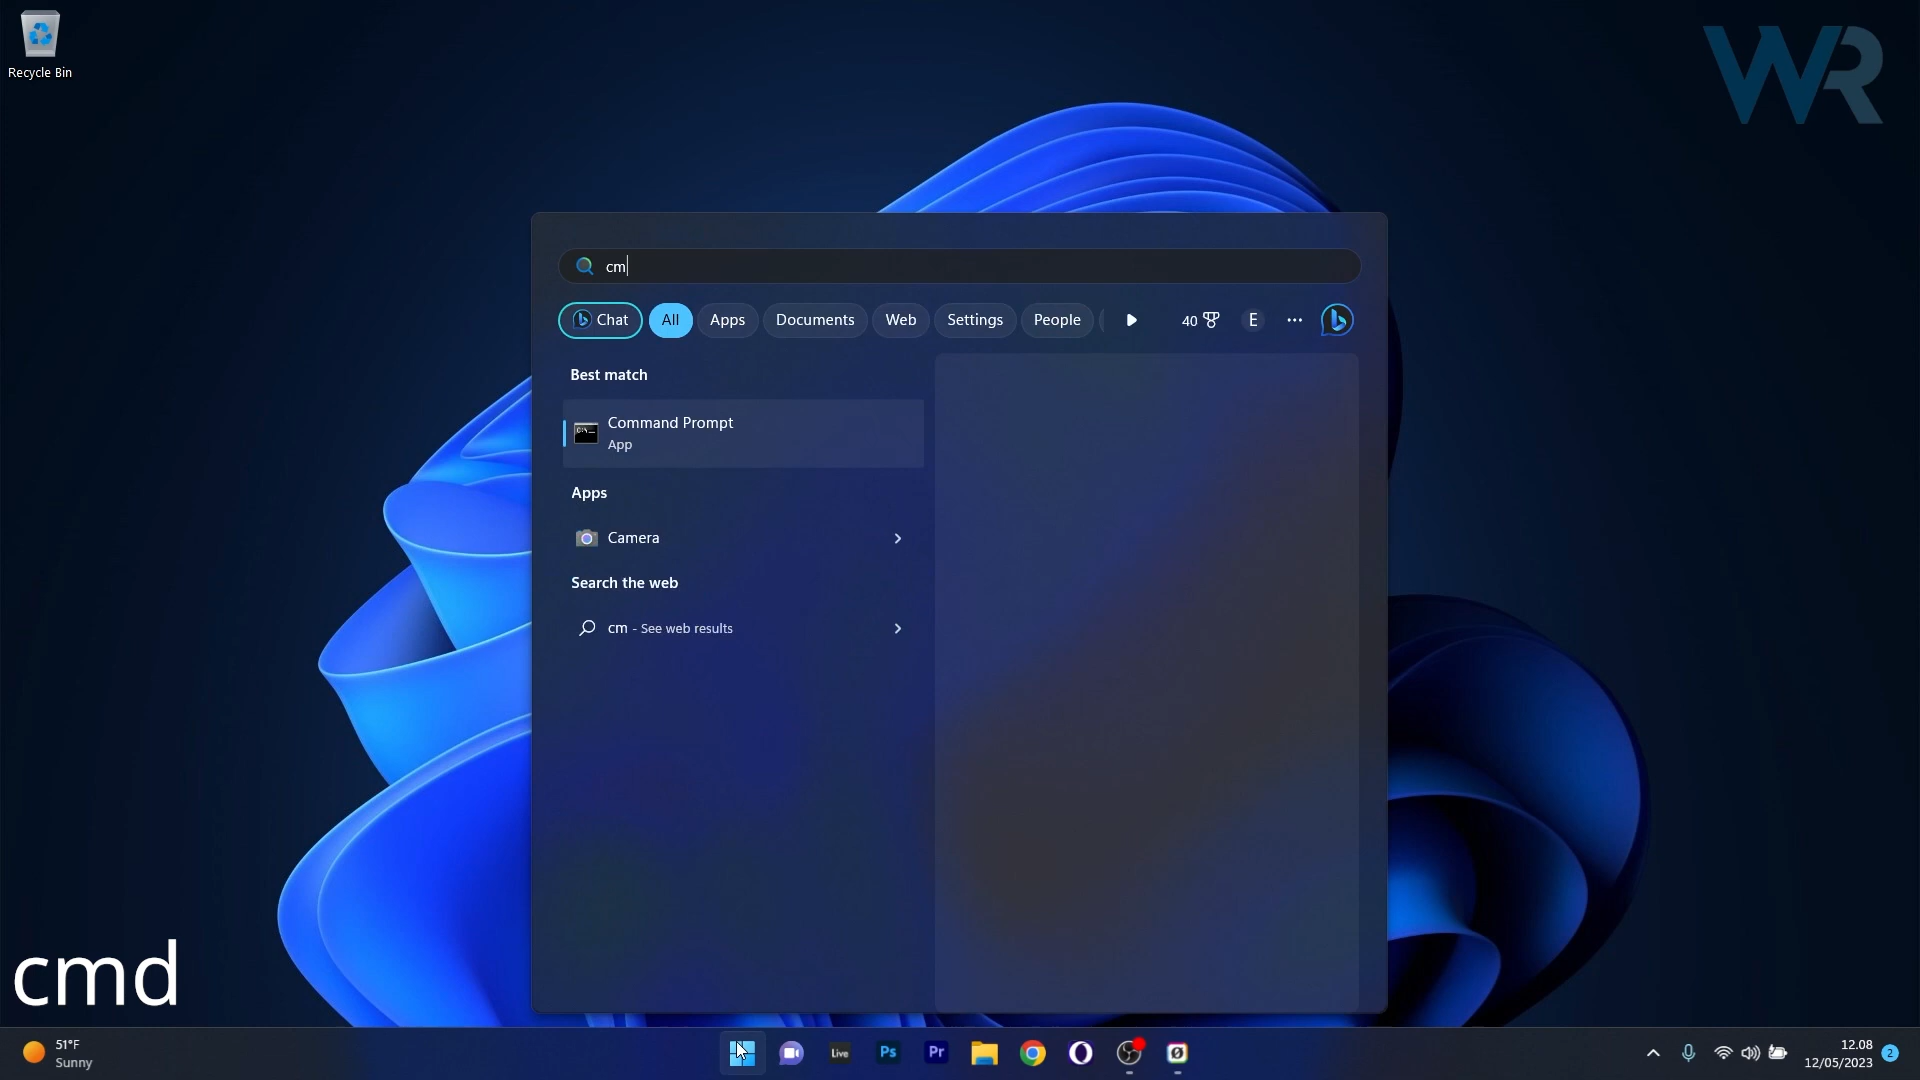 Recycle Bin
WR
cm
Chat All Apps Documents Web Settings People 40 E
Best match
Command Prompt
App
Apps
Camera
Search the web
cm - See web results
cmd
51°F
Sunny
Live Ps Pr
12.08
12/05/2023 2